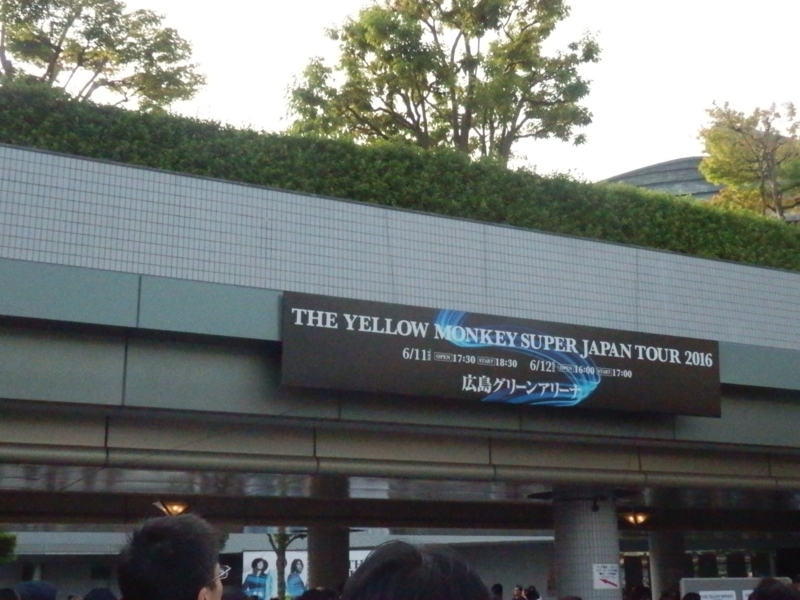 THE YELLOW MONKEY SUPER JAPAN TOUR 2016
6/11 OPEN 17:30 START 18:30 6/12 OPEN 16:00 START 17:00
広島グリーンアリーナ